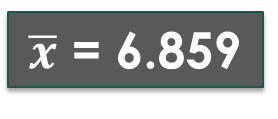 x̅ = 6.859